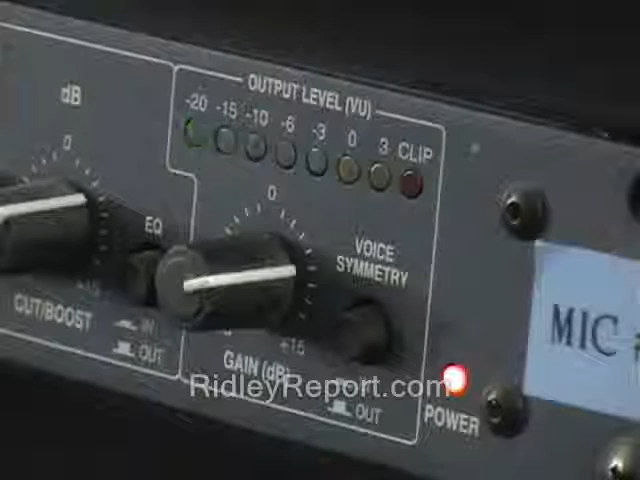 dB
0
CUT/BOOST
EQ
IN
OUT
OUTPUT LEVEL (VU)
-20 -15 -10 -6 -3 0 3 CLIP
0
+15
GAIN (dB)
VOICE
SYMMETRY
OUT
POWER
MIC
RidleyReport.com